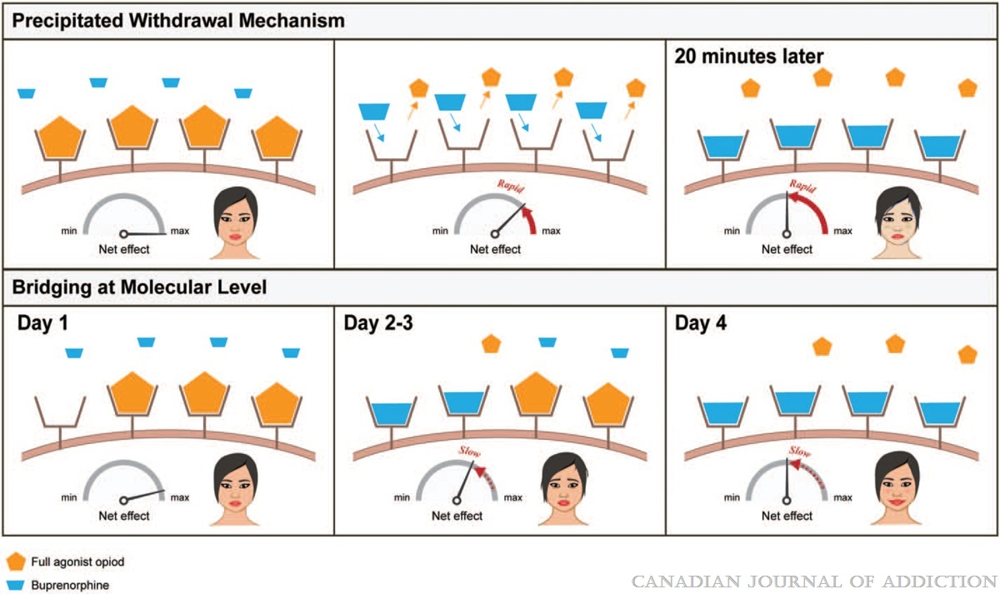 Precipitated Withdrawal Mechanism
20 minutes later
Rapid
Rapid
min
max
Net effect
min
max
Net effect
min
max
Net effect
Bridging at Molecular Level
Day 1
Day 2-3
Day 4
Slow
Slow
min
max
Net effect
min
max
Net effect
min
max
Net effect
Full agonist opiod
Buprenorphine
CANADIAN JOURNAL OF ADDICTION